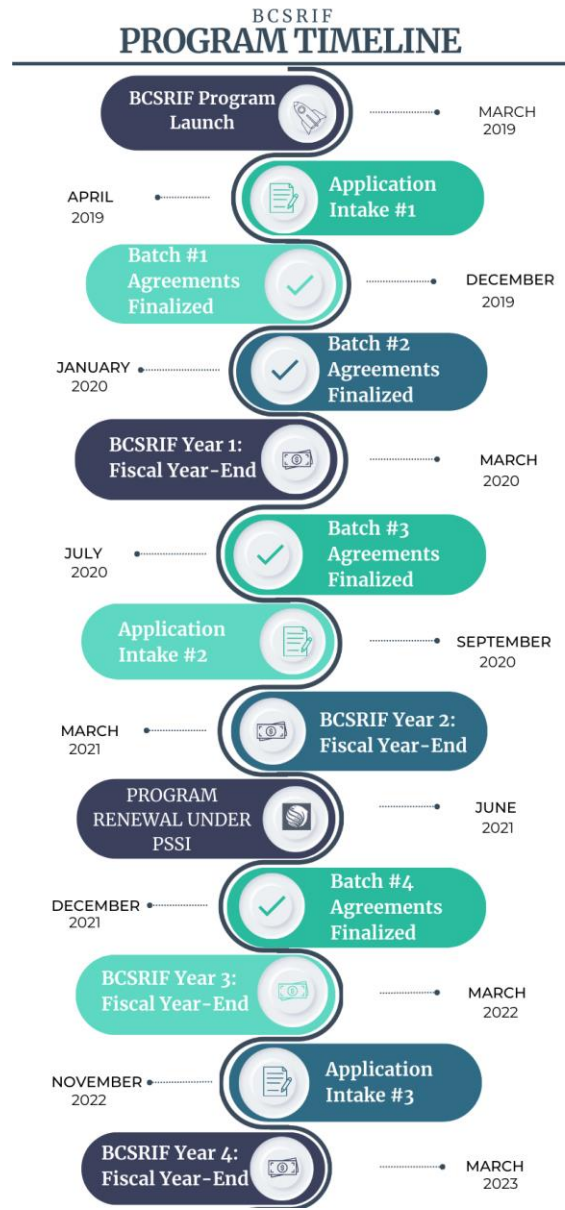 BCSRIF
PROGRAM TIMELINE
BCSRIF Program
Launch
MARCH
2019
APRIL
2019
Application
Intake #1
Batch #1
Agreements
Finalized
DECEMBER
2019
JANUARY
2020
Batch #2
Agreements
Finalized
BCSRIF Year 1:
Fiscal Year-End
MARCH
2020
JULY
2020
Batch #3
Agreements
Finalized
Application
Intake #2
SEPTEMBER
2020
MARCH
2021
BCSRIF Year 2:
Fiscal Year-End
PROGRAM
RENEWAL UNDER
PSSI
JUNE
2021
DECEMBER
2021
Batch #4
Agreements
Finalized
BCSRIF Year 3:
Fiscal Year-End
MARCH
2022
NOVEMBER
2022
Application
Intake #3
BCSRIF Year 4:
Fiscal Year-End
MARCH
2023